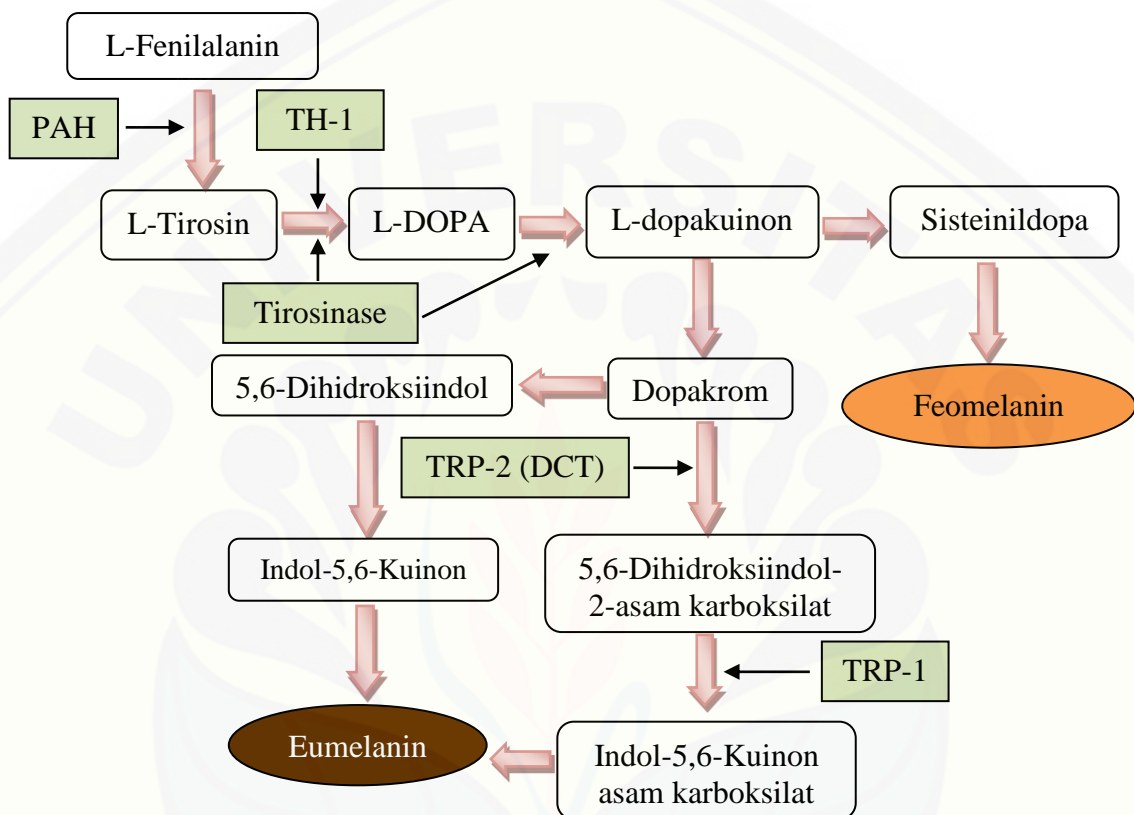 L-Fenilalanin
PAH
TH-1
L-Tirosin
L-DOPA
L-dopakuinon
Sisteinildopa
Tirosinase
5,6-Dihidroksiindol
Dopakrom
Feomelanin
TRP-2 (DCT)
Indol-5,6-Kuinon
5,6-Dihidroksiindol-
2-asam karboksilat
TRP-1
Eumelanin
Indol-5,6-Kuinon
asam karboksilat
UNIVERSITAS